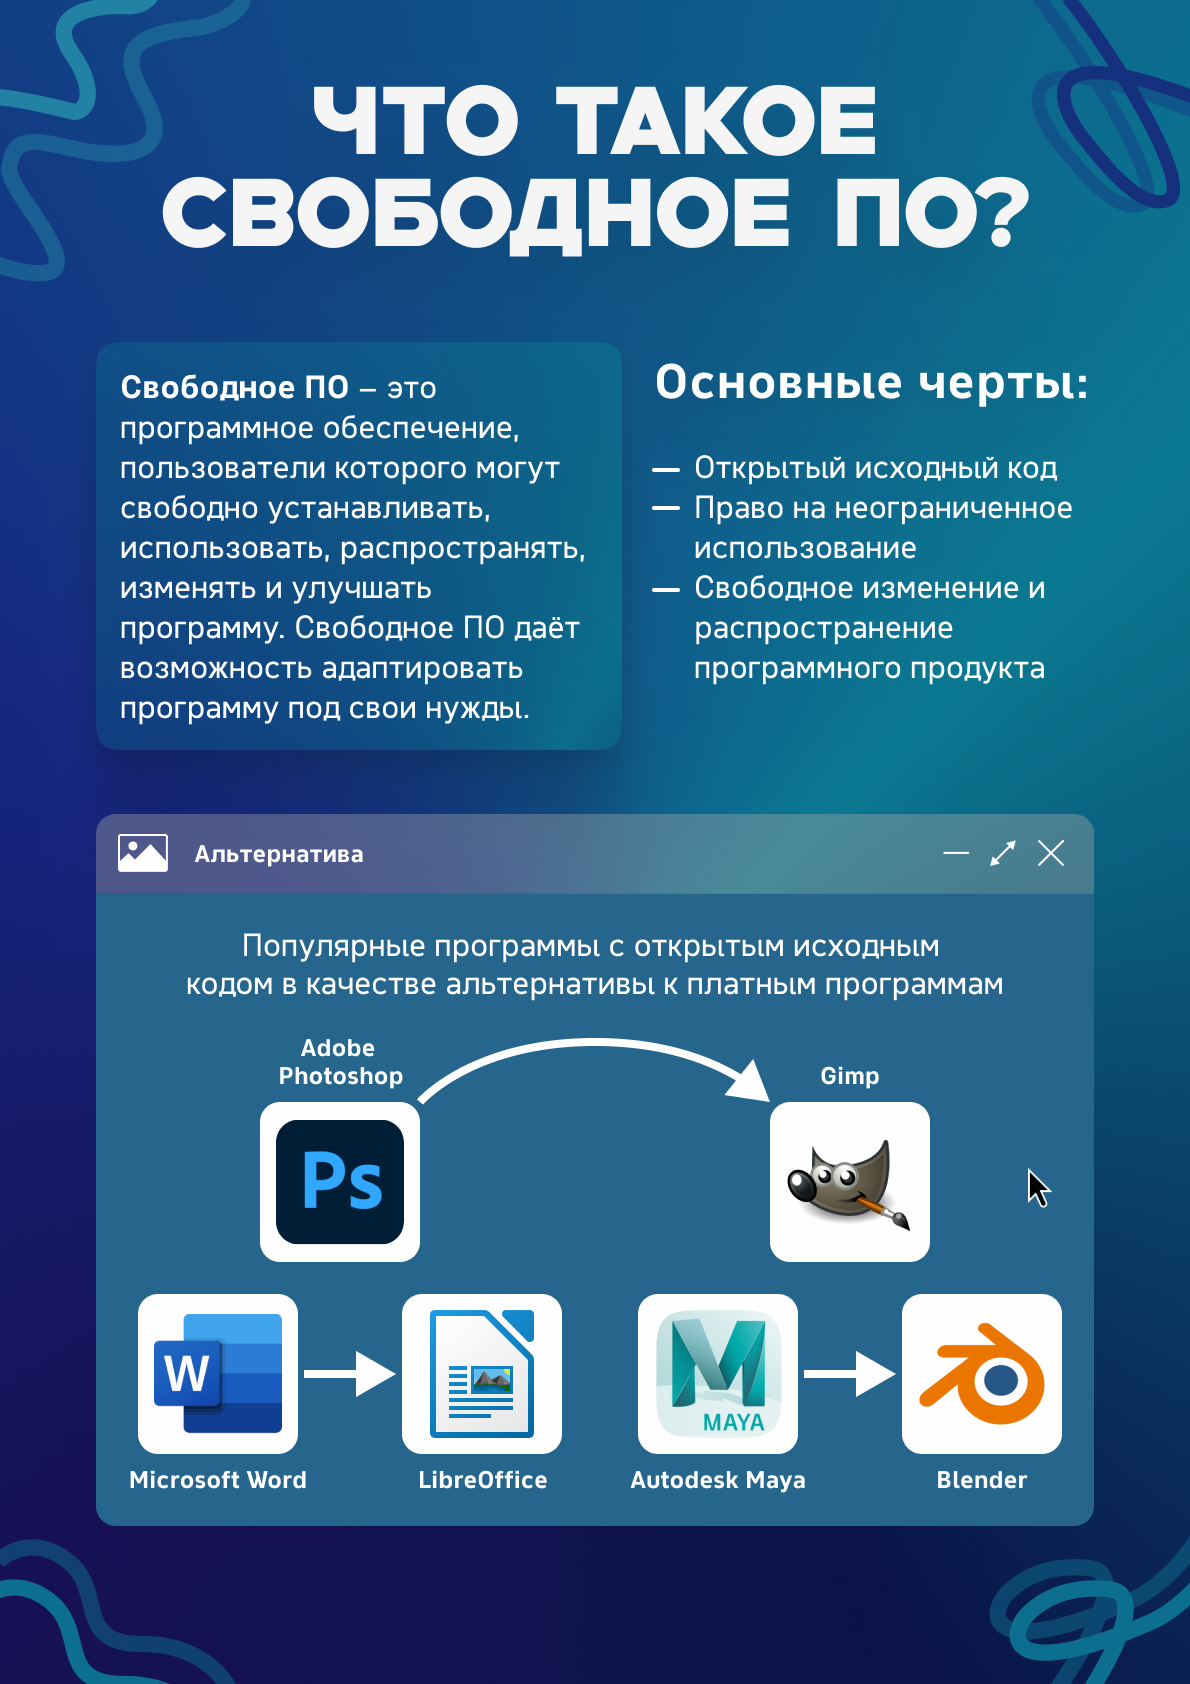 ЧТО ТАКОЕ
СВОБОДНОЕ ПО?
Свободное ПО – это
программное обеспечение,
пользователи которого могут
свободно устанавливать,
использовать, распространять,
изменять и улучшать
программу. Свободное ПО даёт
возможность адаптировать
программу под свои нужды.
Основные черты:
— Открытый исходный код
— Право на неограниченное
использование
— Свободное изменение и
распространение
программного продукта
Альтернатива
Популярные программы с открытым исходным
кодом в качестве альтернативы к платным программам
Adobe
Photoshop
Gimp
Ps
W
MAYA
Microsoft Word
LibreOffice
Autodesk Maya
Blender